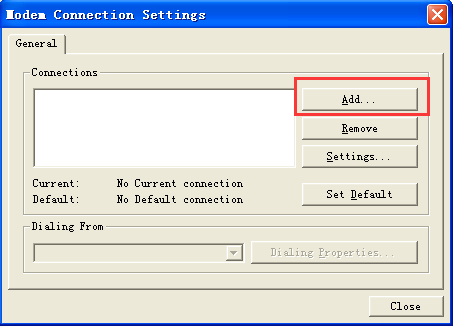 Modem Connection Settings
General
Connections
Add...
Remove
Settings...
Current: No Current connection
Default: No Default connection
Set Default
Dialing From
Dialing Properties...
Close